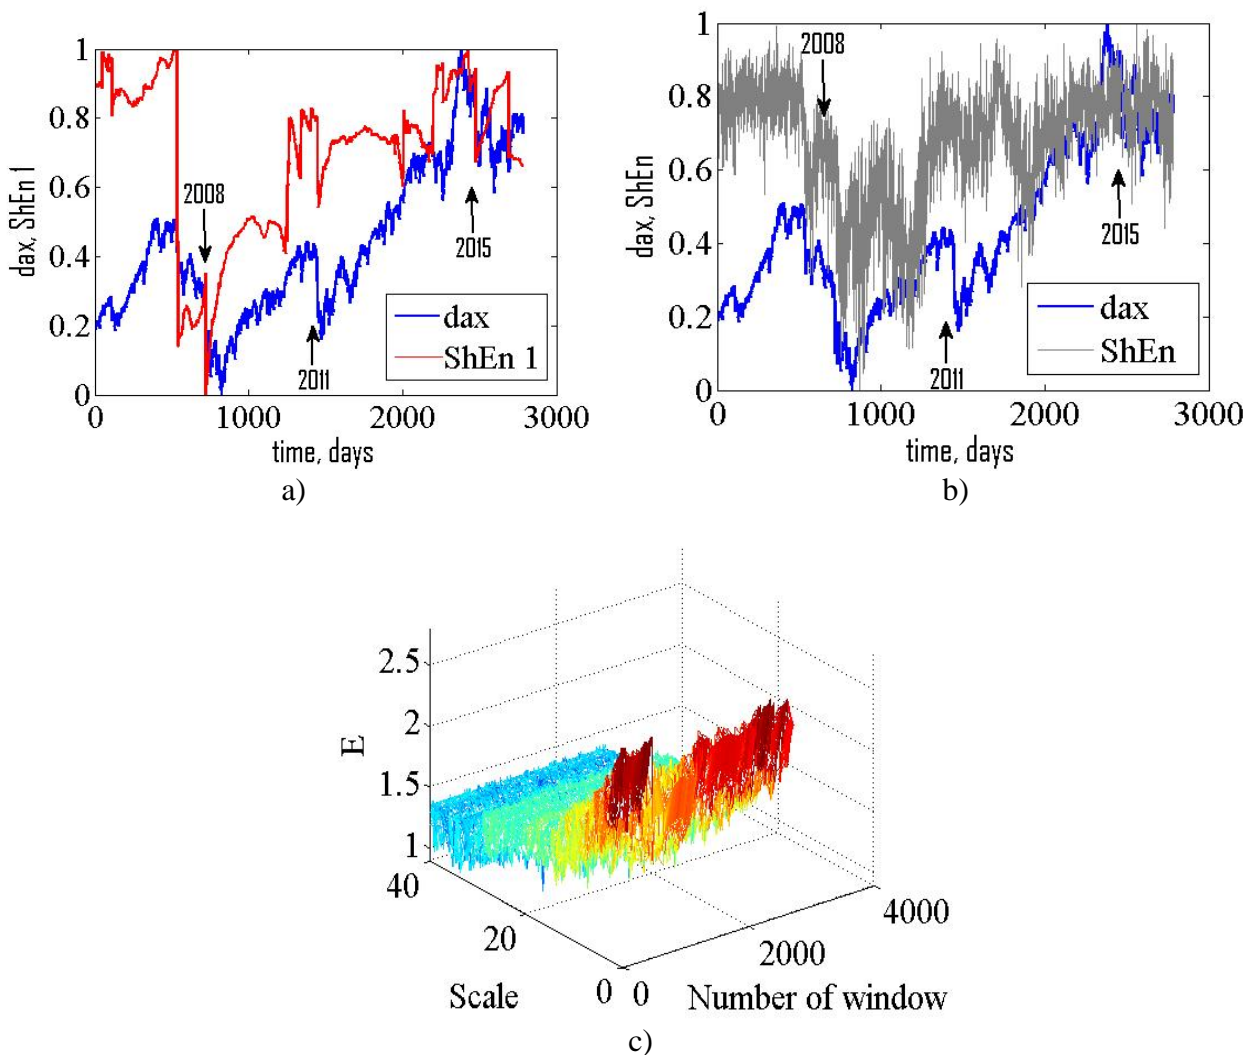 1
0.8
0.6
0.4
0.2
0
dax, ShEn 1
2008
2011
2015
dax
ShEn 1
0 1000 2000 3000
time, days
a)
1
0.8
0.6
0.4
0.2
0
dax, ShEn
2008
2011
2015
dax
ShEn
0 1000 2000 3000
time, days
b)
2.5
2
1.5
1
E
40
20
0
Scale
0
2000
4000
Number of window
c)